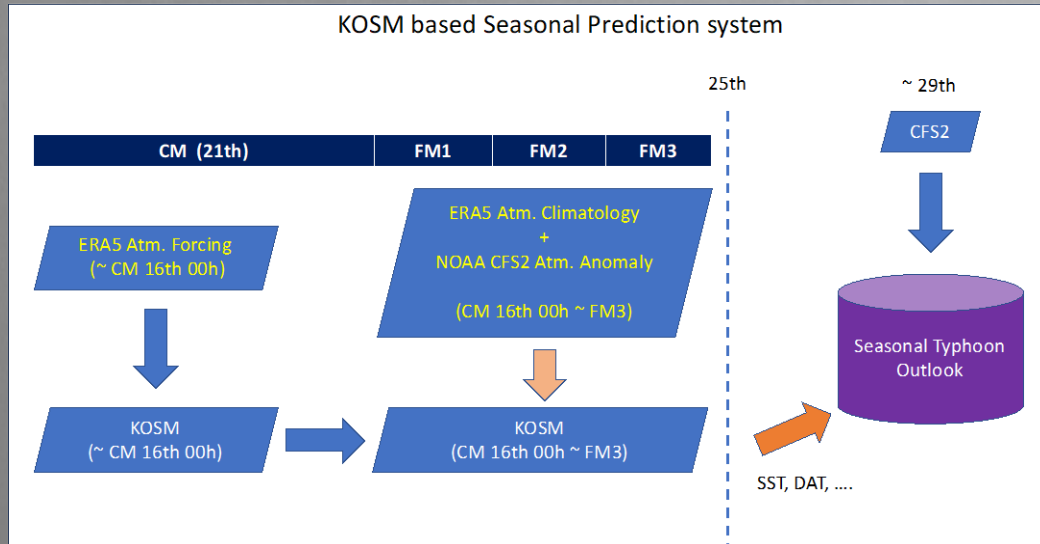 KOSM based Seasonal Prediction system
25th
~ 29th
CFS2
CM (21th)
FM1
FM2
FM3
ERA5 Atm. Forcing
(~ CM 16th 00h)
ERA5 Atm. Climatology
+
NOAA CFS2 Atm. Anomaly
(CM 16th 00h ~ FM3)
Seasonal Typhoon
Outlook
KOSM
(~ CM 16th 00h)
KOSM
(CM 16th 00h ~ FM3)
SST, DAT, ....